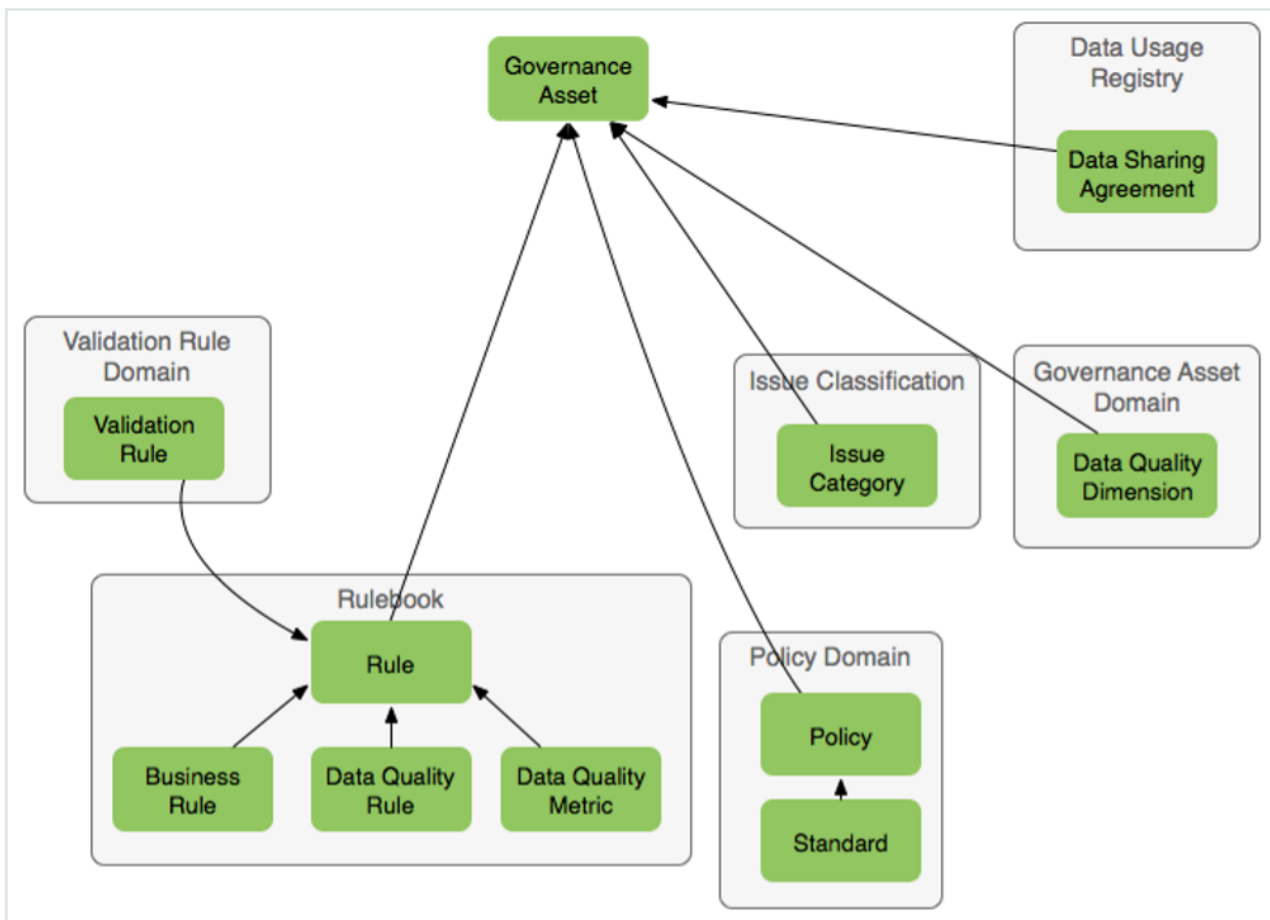 Governance
Asset
Data Usage
Registry
Data Sharing
Agreement
Validation Rule
Domain
Validation
Rule
Issue Classification
Issue
Category
Governance Asset
Domain
Data Quality
Dimension
Rulebook
Rule
Business
Rule
Data Quality
Rule
Data Quality
Metric
Policy Domain
Policy
Standard